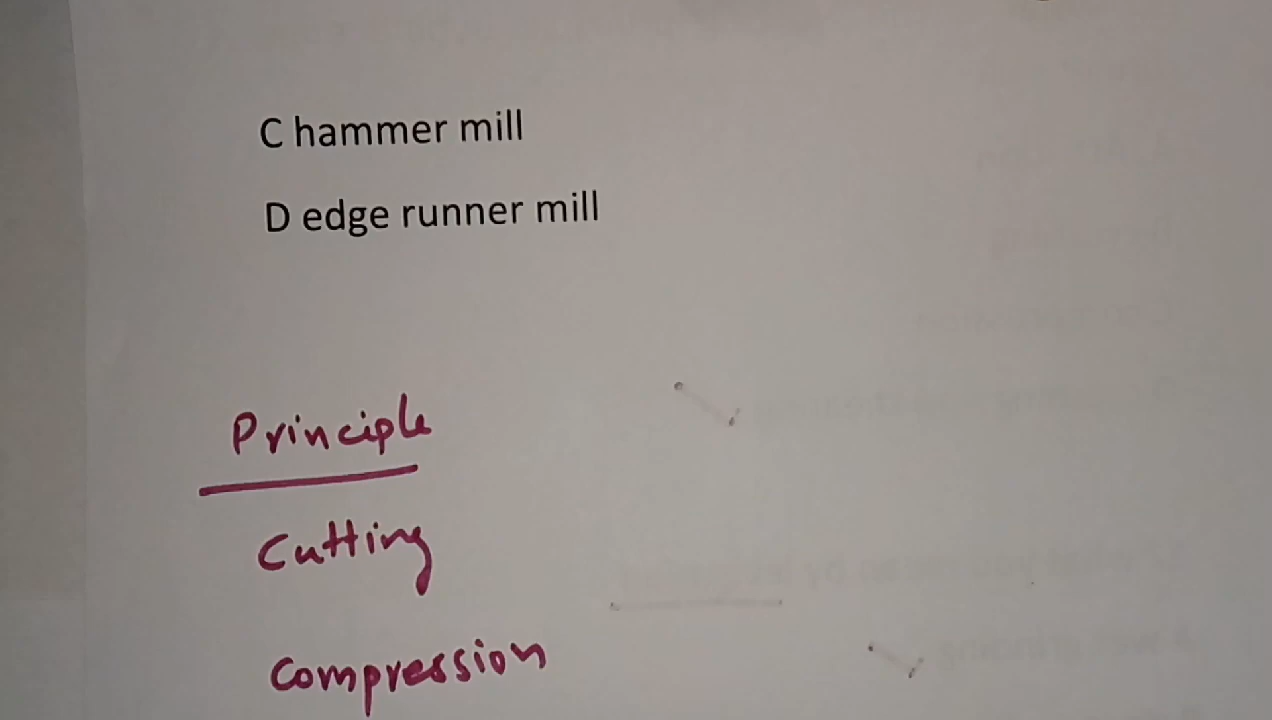 C hammer mill
D edge runner mill
Principle
Cutting
Compression